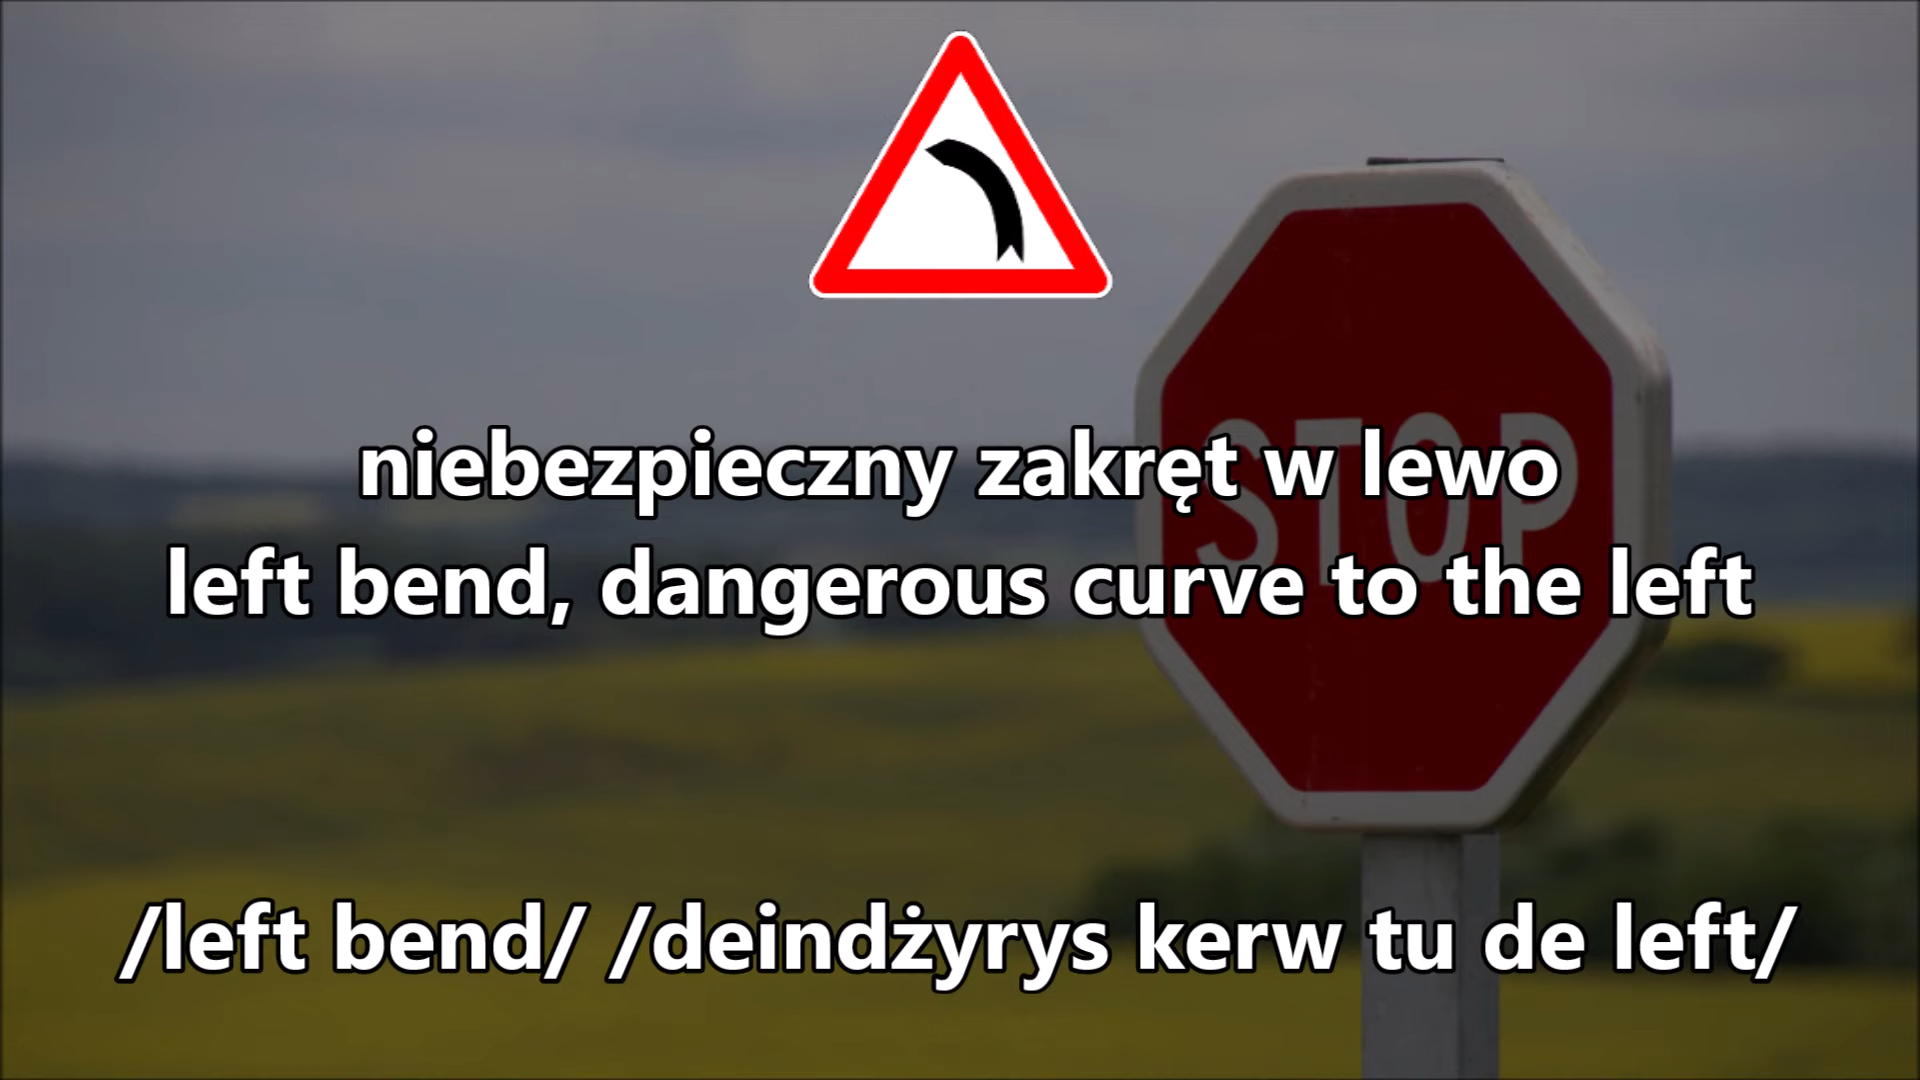 STOP
niebezpieczny zakręt w lewo
left bend, dangerous curve to the left
/left bend/ /deindżyrys kerw tu de left/